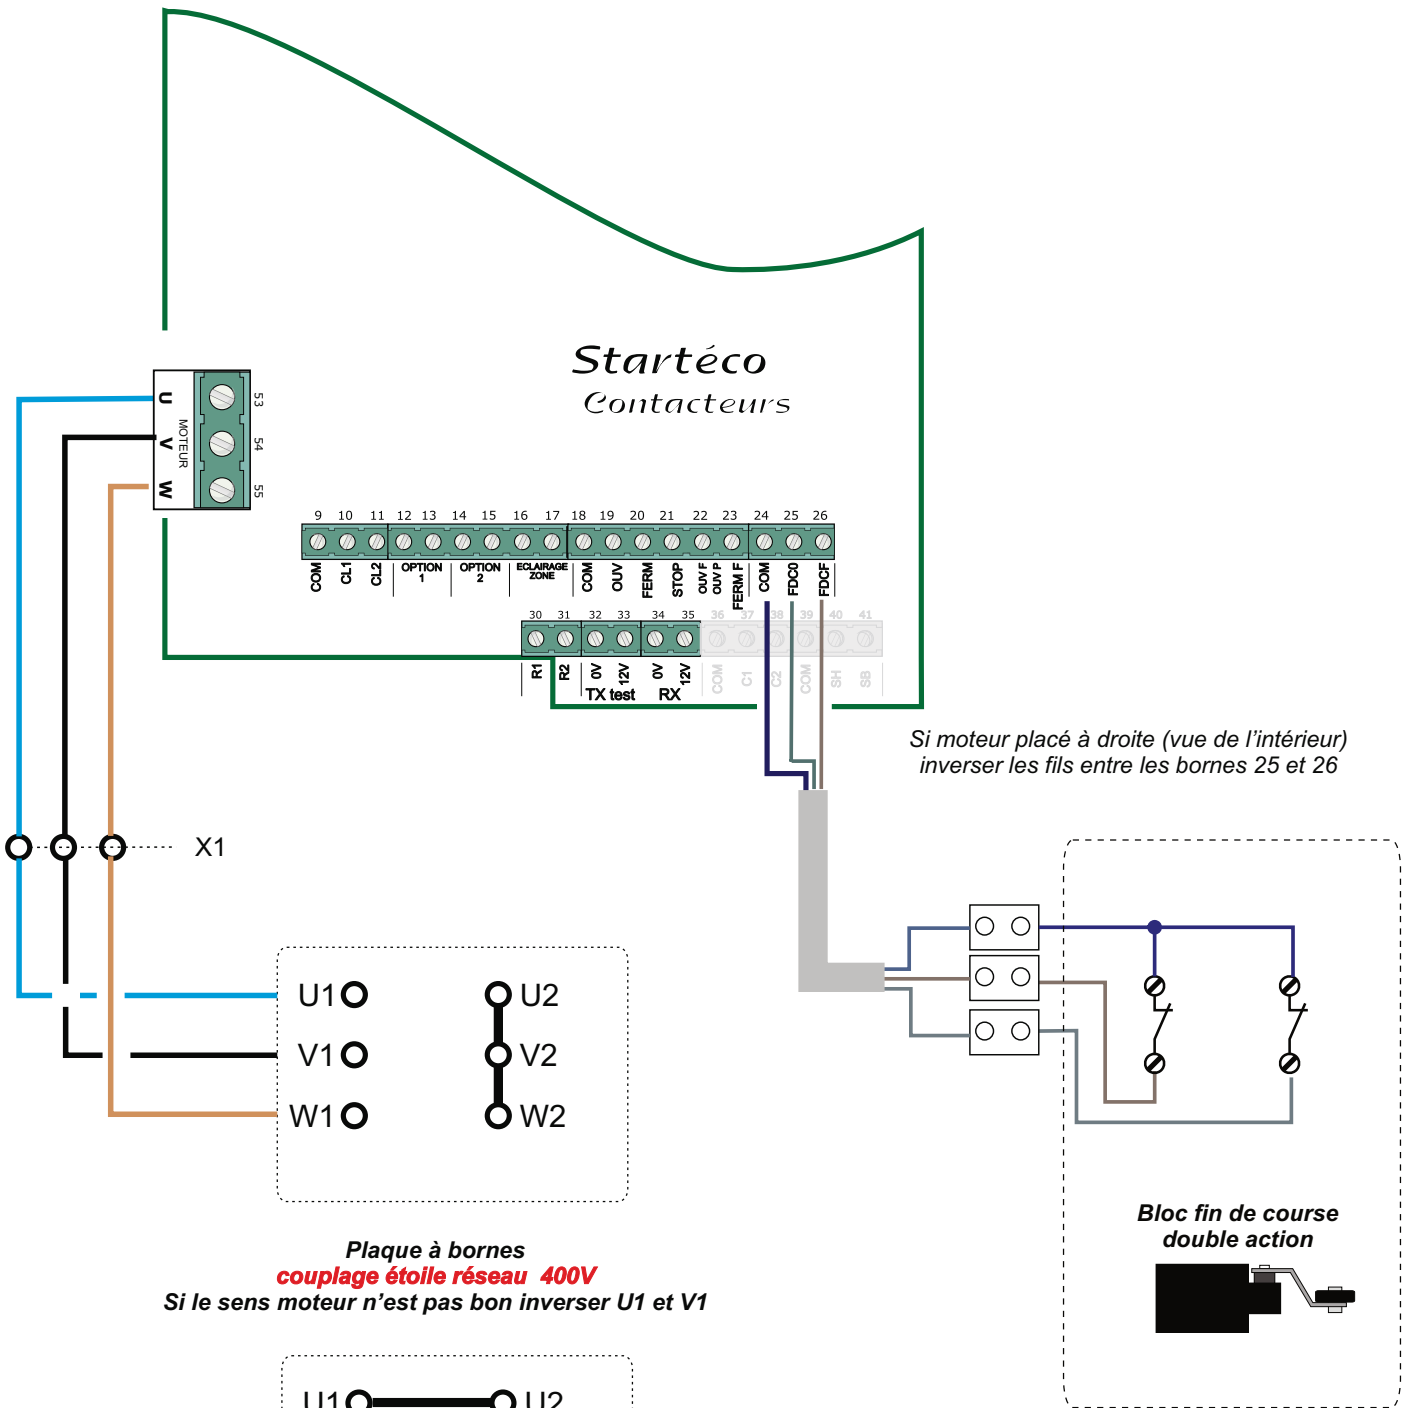 Startéco
Contacteurs
U 53
MOTEUR
V 54
W 55
9 10 11 12 13 14 15 16 17 18 19 20 21 22 23 24 25 26
COM CL1 CL2 OPTION 1 OPTION 2 ECLAIRAGE ZONE COM OUV FERM STOP OUV F OUV P FERM F COM FDC0 FDCF
30 31 32 33 34 35 36 37 38 39 40 41
R1 R2 0V 12V 0V 12V COM C1 C2 COM SH SB
TX test RX
Si moteur placé à droite (vue de l'intérieur)
inverser les fils entre les bornes 25 et 26
X1
U1 U2
V1 V2
W1 W2
Plaque à bornes
couplage étoile réseau 400V
Si le sens moteur n'est pas bon inverser U1 et V1
Bloc fin de course
double action
U1 U2